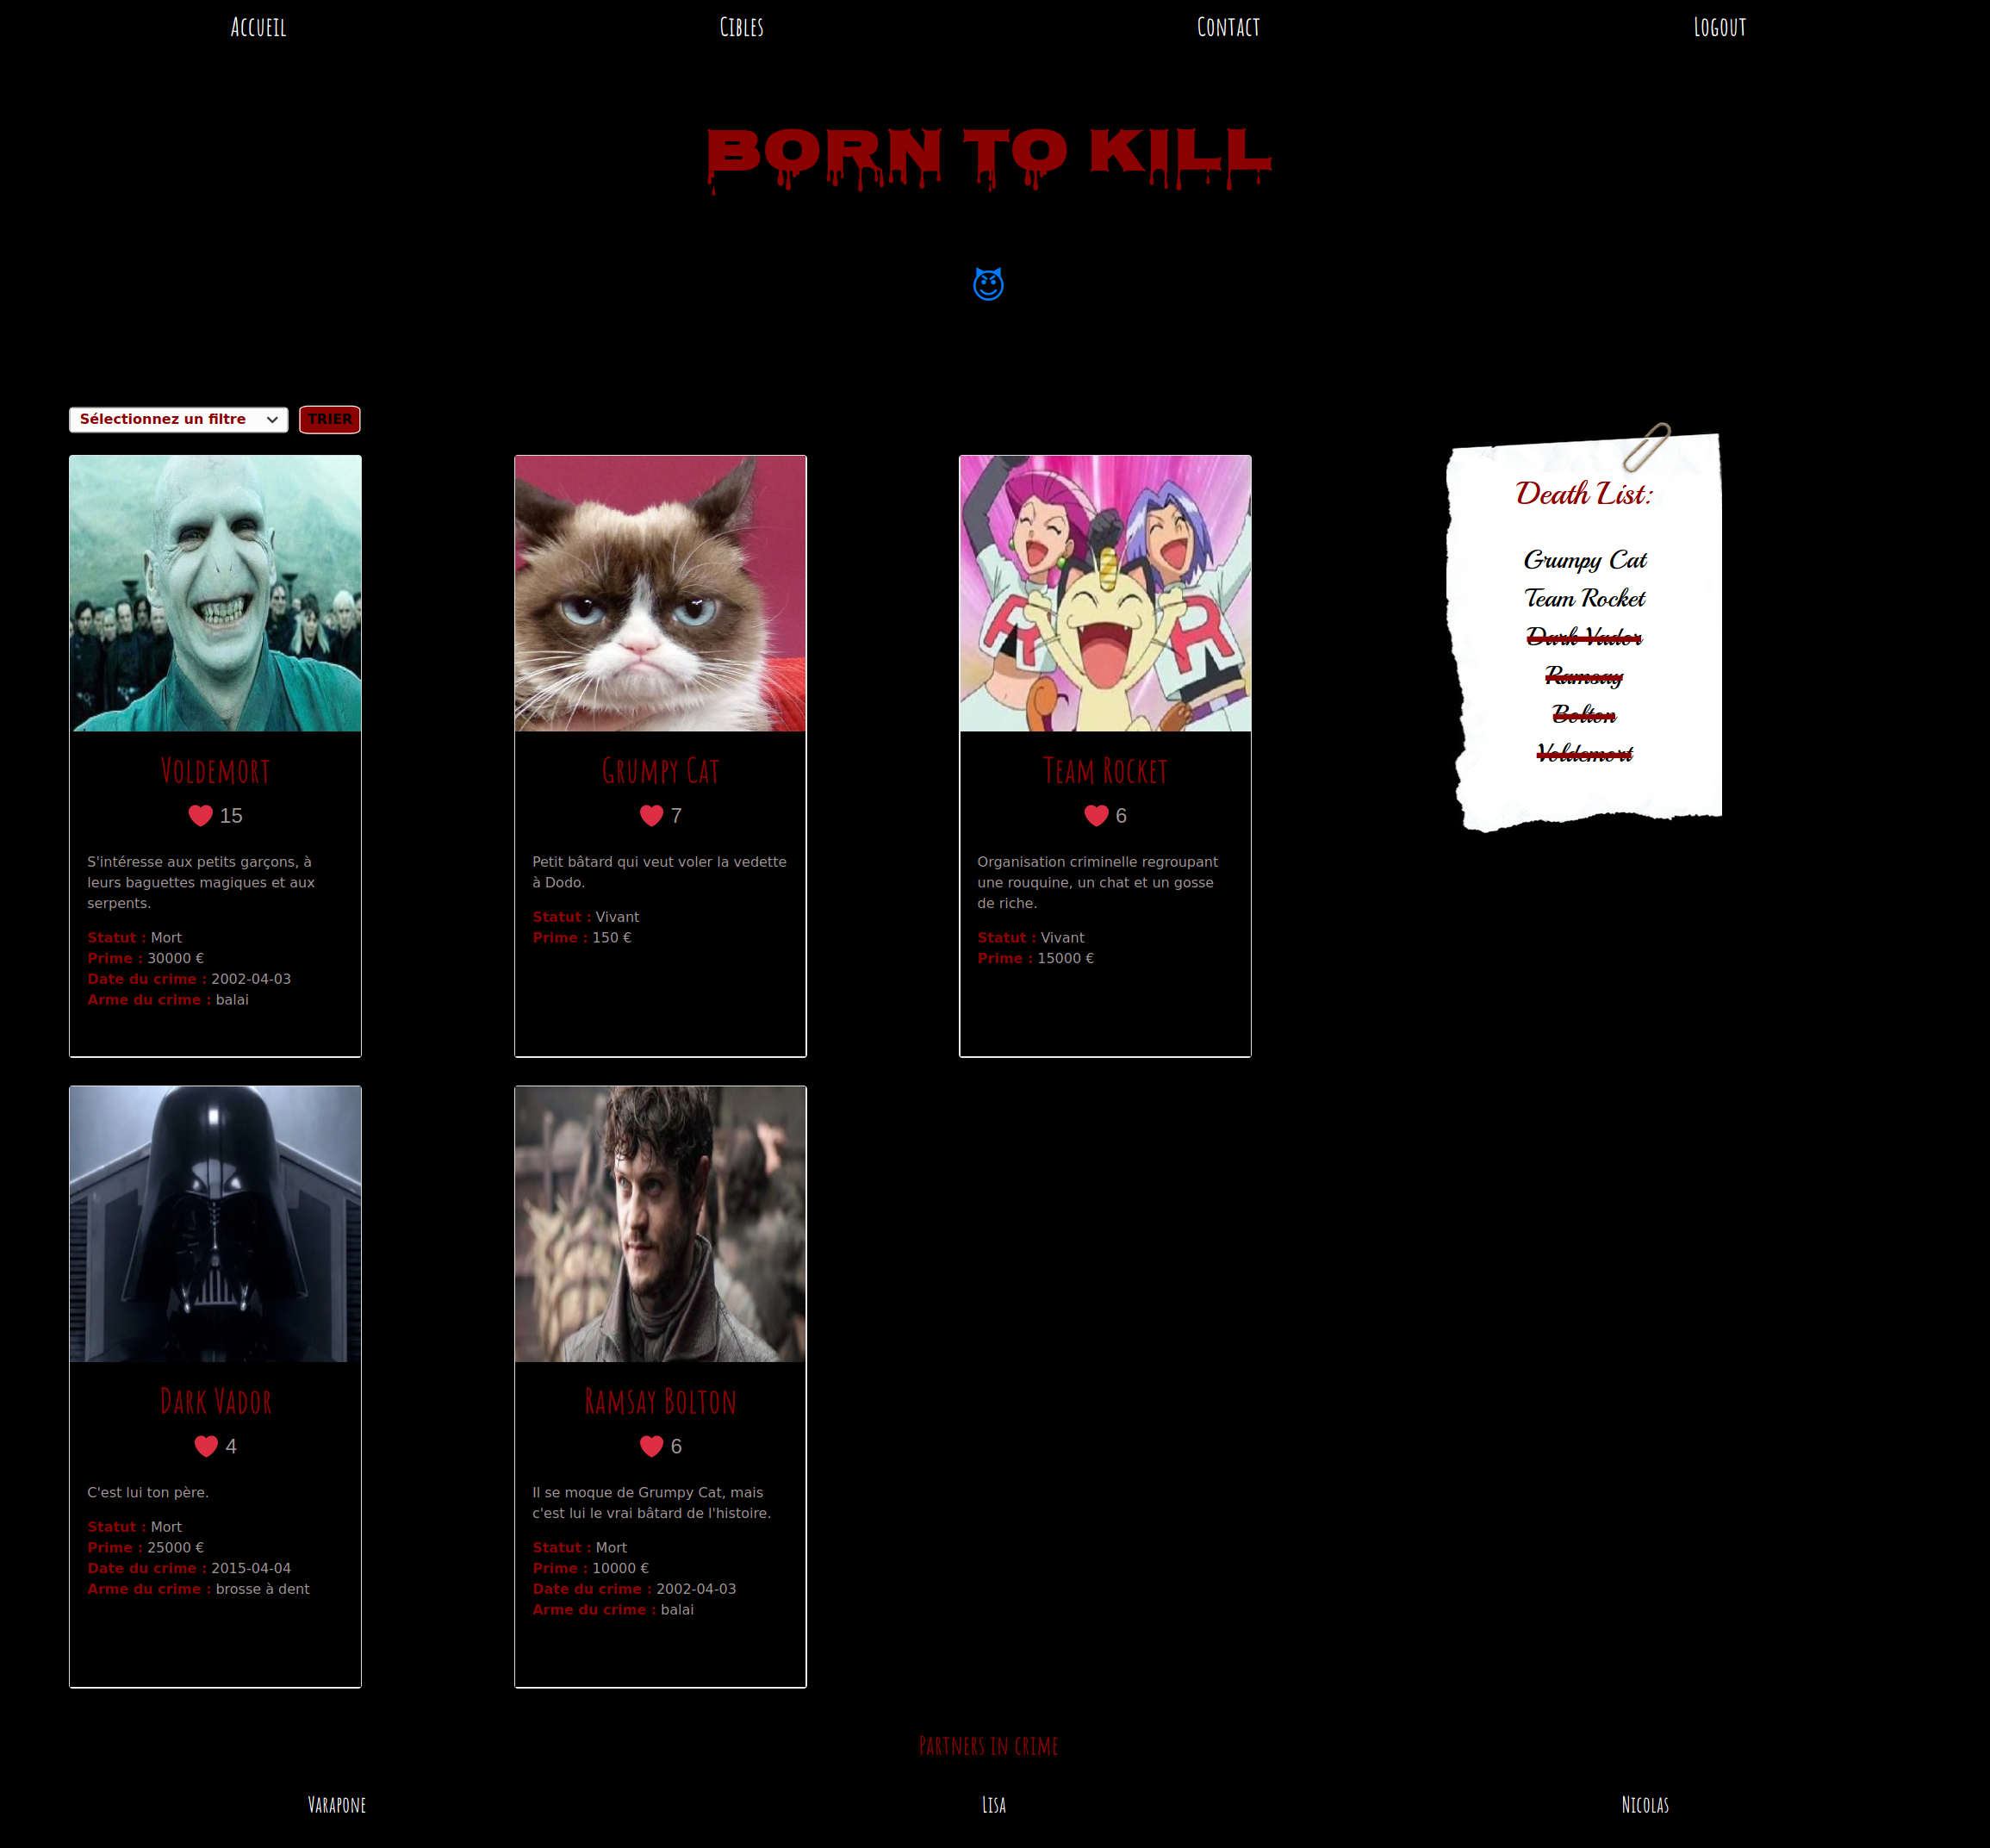 Accueil
Cibles
Contact
Logout
BORN TO KILL
Sélectionnez un filtre
TRIER
Voldemort
15
S'intéresse aux petits garçons, à
leurs baguettes magiques et aux
serpents.
Statut : Mort
Prime : 30000 €
Date du crime : 2002-04-03
Arme du crime : balai
Grumpy Cat
7
Petit bâtard qui veut voler la vedette
à Dodo.
Statut : Vivant
Prime : 150 €
R
R
Team Rocket
6
Organisation criminelle regroupant
une rouquine, un chat et un gosse
de riche.
Statut : Vivant
Prime : 15000 €
Death List:
Grumpy Cat
Team Rocket
Dark Vador
Ramsay
Bolton
Voldemort
Dark Vador
4
C'est lui ton père.
Statut : Mort
Prime : 25000 €
Date du crime : 2015-04-04
Arme du crime : brosse à dent
Ramsay Bolton
6
Il se moque de Grumpy Cat, mais
c'est lui le vrai bâtard de l'histoire.
Statut : Mort
Prime : 10000 €
Date du crime : 2002-04-03
Arme du crime : balai
Partners in crime
Varapone
Lisa
Nicolas